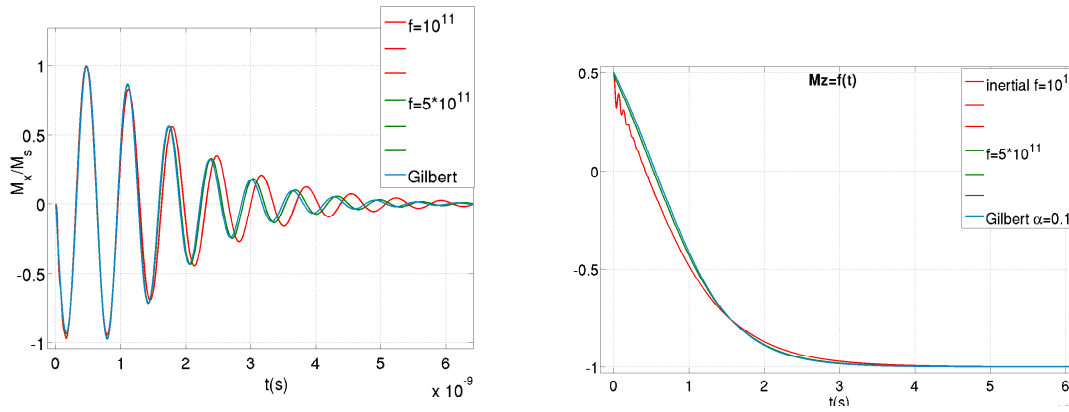 f=10^11
f=5*10^11
Gilbert
1
0.5
0
-0.5
-1
M_x/M_s
0 1 2 3 4 5 6
t(s)
x 10^-9
Mz=f(t)
inertial f=10^1
f=5*10^11
Gilbert α=0.1
0.5
0
-0.5
-1
0 1 2 3 4 5 6
t(s)